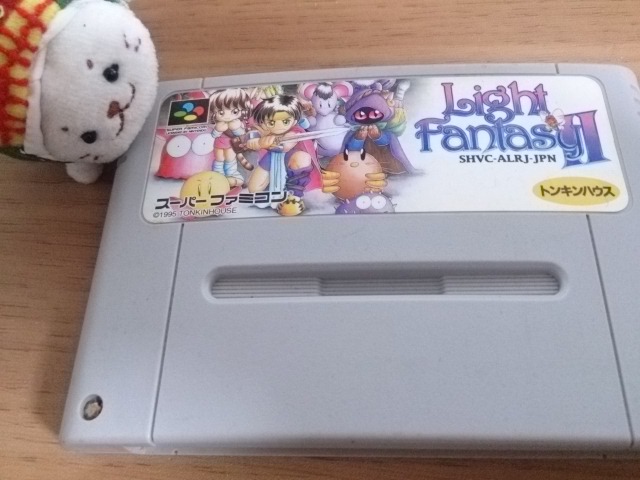 Light
Fantasy II
SHVC-ALRJ-JPN
スーパーファミコン
©1995 TONKINHOUSE
トンキンハウス